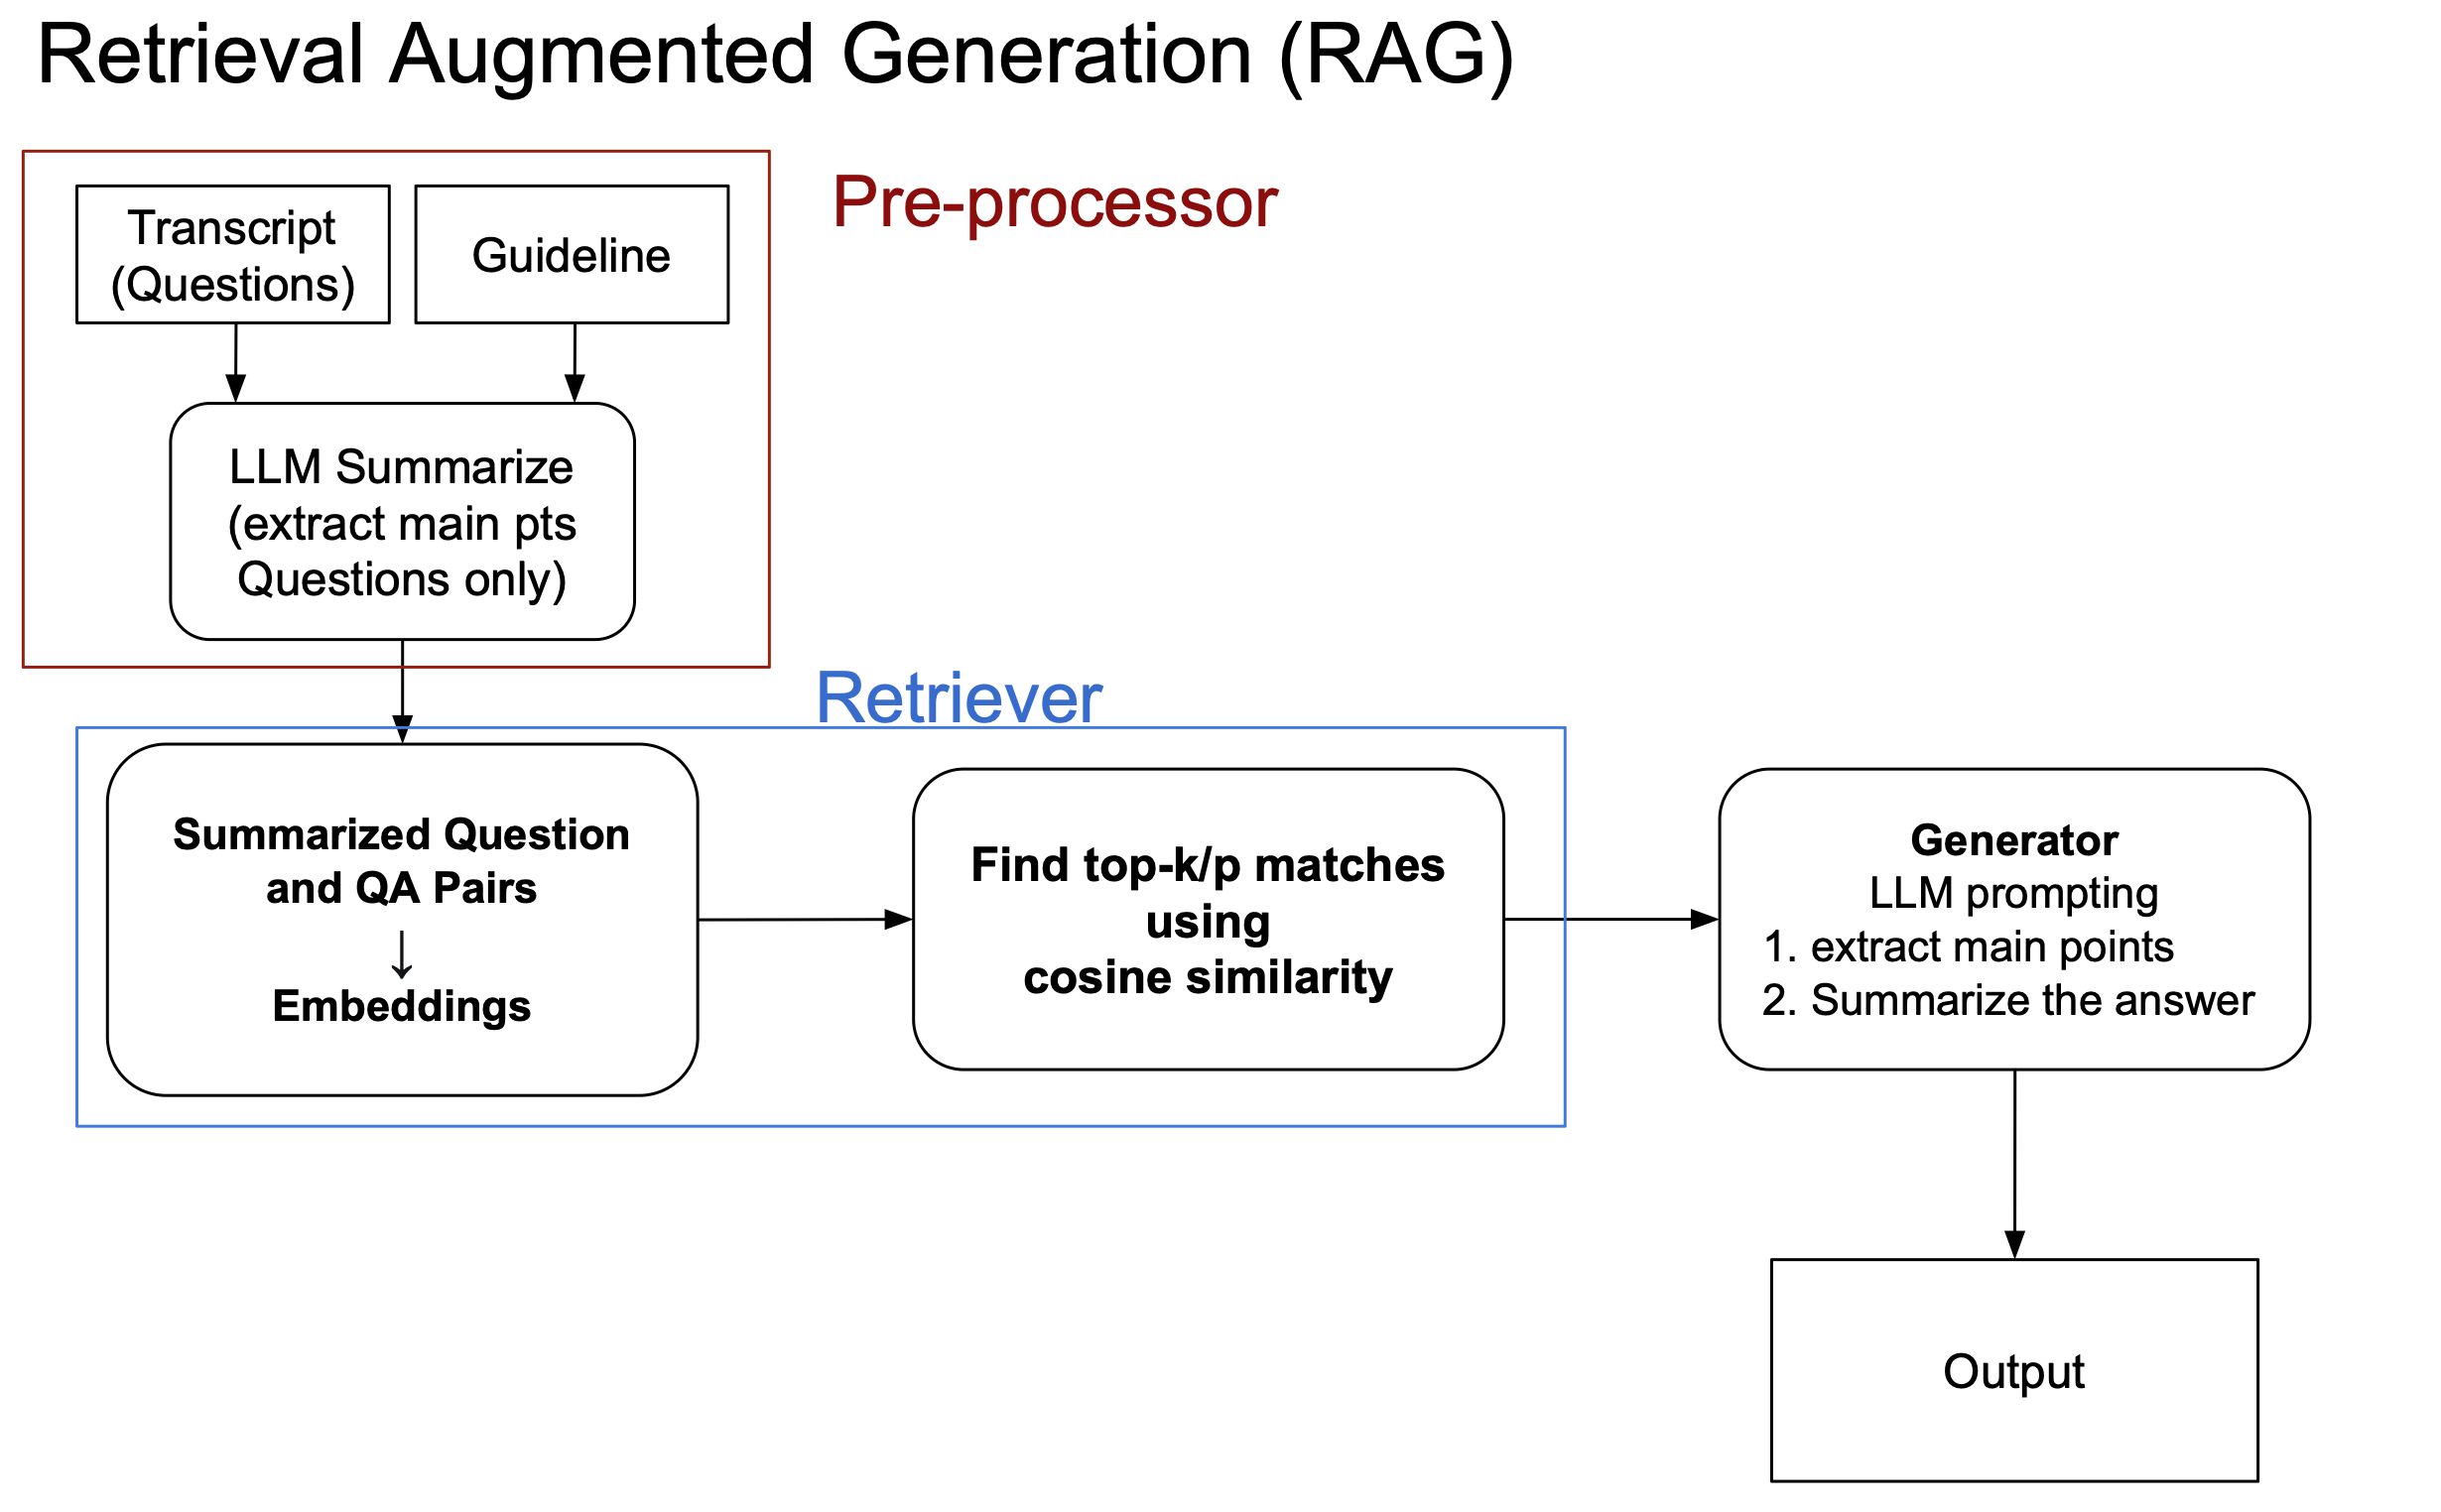 Retrieval Augmented Generation (RAG)
Pre-processor
Transcript
(Questions)
Guideline
LLM Summarize
(extract main pts
Questions only)
Retriever
Summarized Question
and QA Pairs
↓
Embeddings
Find top-k/p matches
using
cosine similarity
Generator
LLM prompting
1. extract main points
2. Summarize the answer
Output